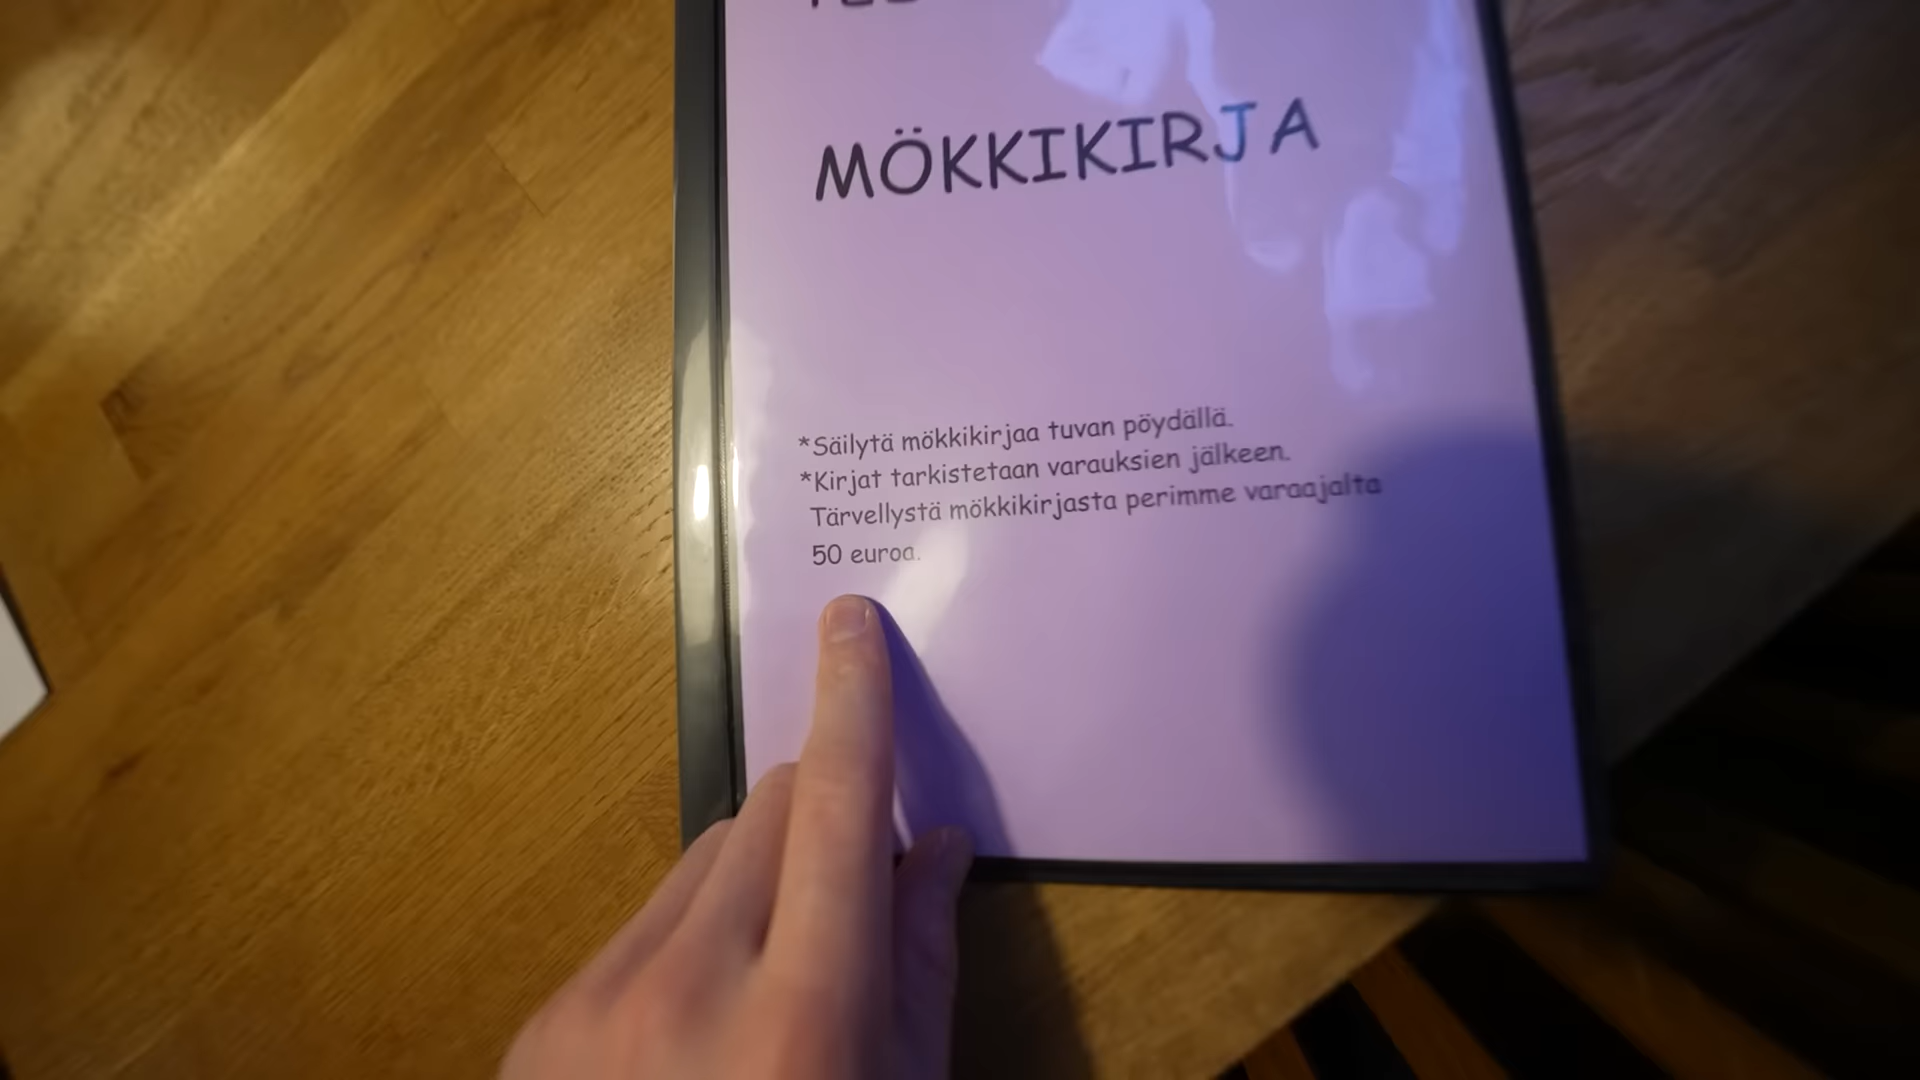 MÖKKIKIRJA
*Säilytä mökkikirjaa tuvan pöydällä.
*Kirjat tarkistetaan varauksien jälkeen.
Tärvellystä mökkikirjasta perimme varaajalta
50 euroa.